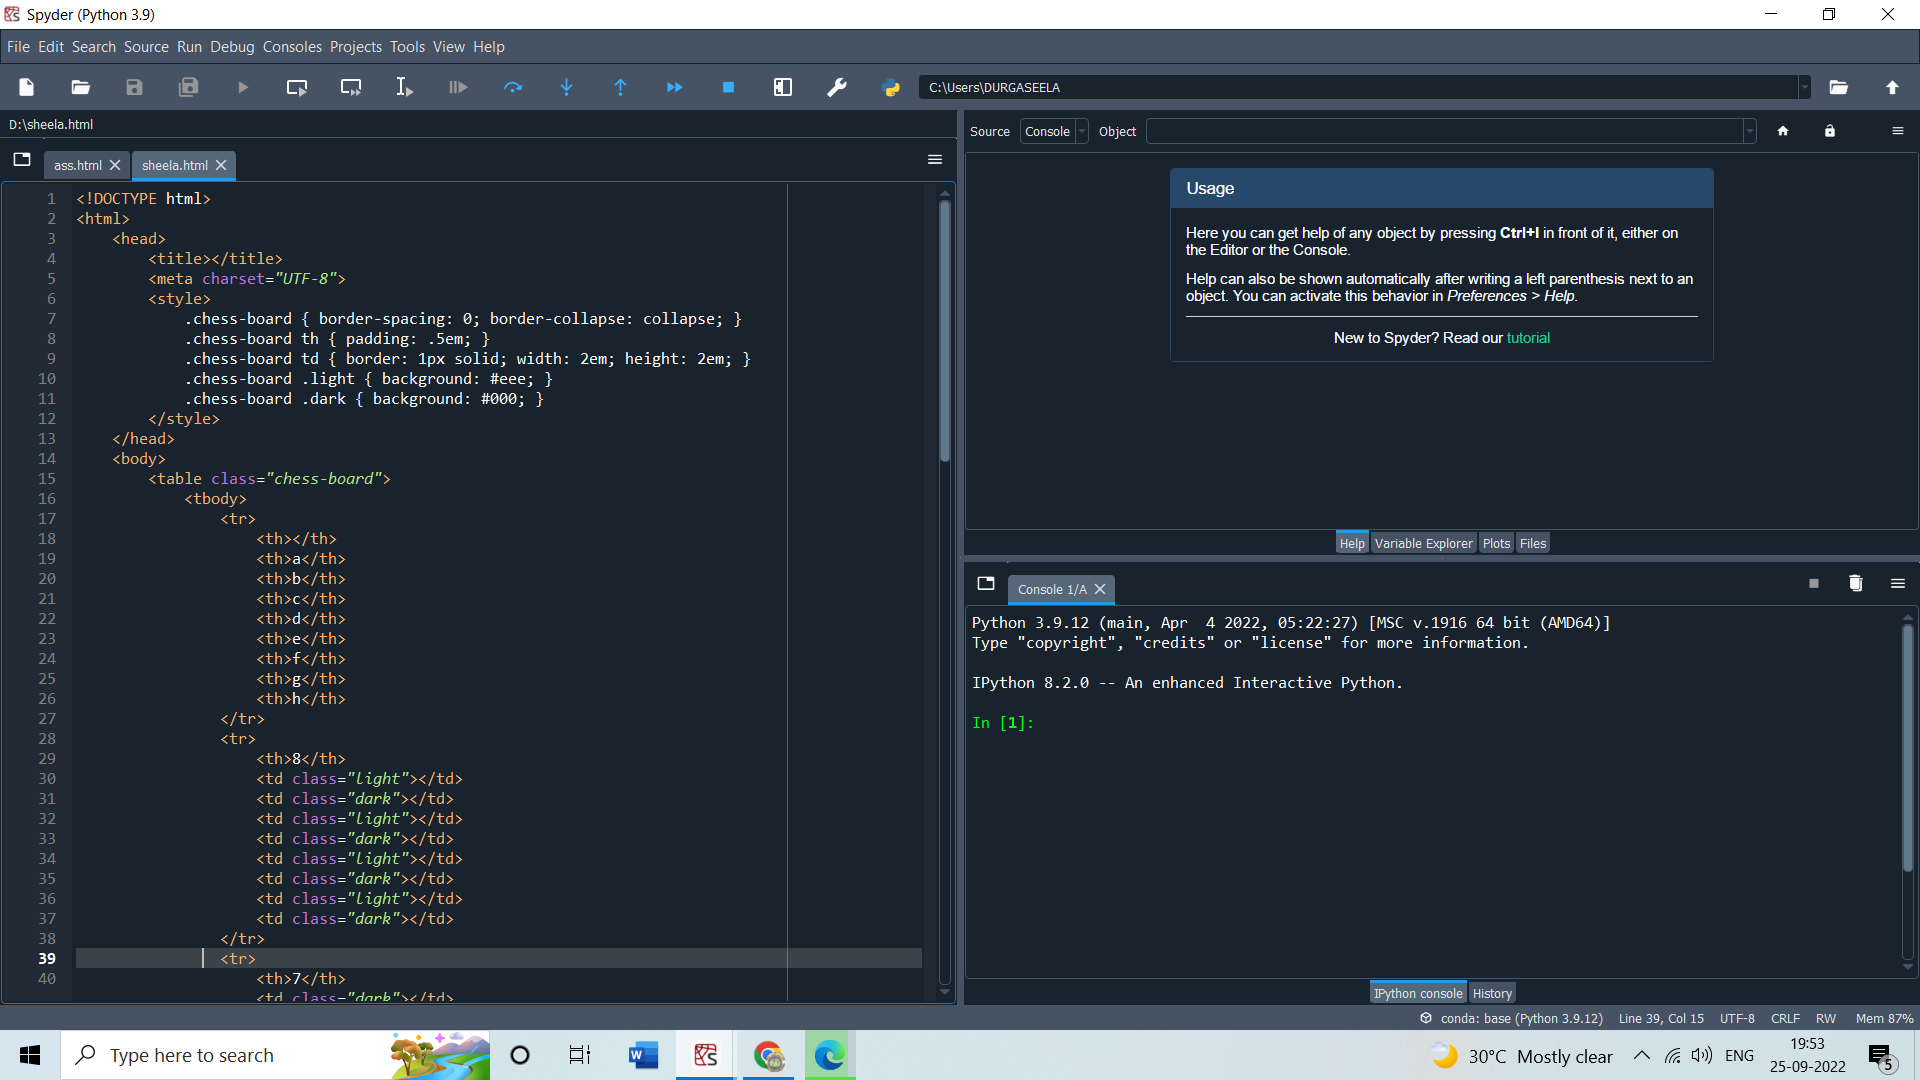 Spyder (Python 3.9)
File Edit Search Source Run Debug Consoles Projects Tools View Help
C:\Users\DURGASEELA
D:\sheela.html
ass.html sheela.html
1 <!DOCTYPE html>
2 <html>
3 <head>
4 <title></title>
5 <meta charset="UTF-8">
6 <style>
7 .chess-board { border-spacing: 0; border-collapse: collapse; }
8 .chess-board th { padding: .5em; }
9 .chess-board td { border: 1px solid; width: 2em; height: 2em; }
10 .chess-board .light { background: #eee; }
11 .chess-board .dark { background: #000; }
12 </style>
13 </head>
14 <body>
15 <table class="chess-board">
16 <tbody>
17 <tr>
18 <th></th>
19 <th>a</th>
20 <th>b</th>
21 <th>c</th>
22 <th>d</th>
23 <th>e</th>
24 <th>f</th>
25 <th>g</th>
26 <th>h</th>
27 </tr>
28 <tr>
29 <th>8</th>
30 <td class="light"></td>
31 <td class="dark"></td>
32 <td class="light"></td>
33 <td class="dark"></td>
34 <td class="light"></td>
35 <td class="dark"></td>
36 <td class="light"></td>
37 <td class="dark"></td>
38 </tr>
39 <tr>
40 <th>7</th>
<td class="dark"></td>
Source Console Object
Usage
Here you can get help of any object by pressing Ctrl+I in front of it, either on
the Editor or the Console.
Help can also be shown automatically after writing a left parenthesis next to an
object. You can activate this behavior in Preferences > Help.
New to Spyder? Read our tutorial
Help Variable Explorer Plots Files
Console 1/A
Python 3.9.12 (main, Apr  4 2022, 05:22:27) [MSC v.1916 64 bit (AMD64)]
Type "copyright", "credits" or "license" for more information.
IPython 8.2.0 -- An enhanced Interactive Python.
In [1]:
IPython console History
conda: base (Python 3.9.12) Line 39, Col 15 UTF-8 CRLF RW Mem 87%
Type here to search
30°C Mostly clear
ENG
19:53
25-09-2022
5